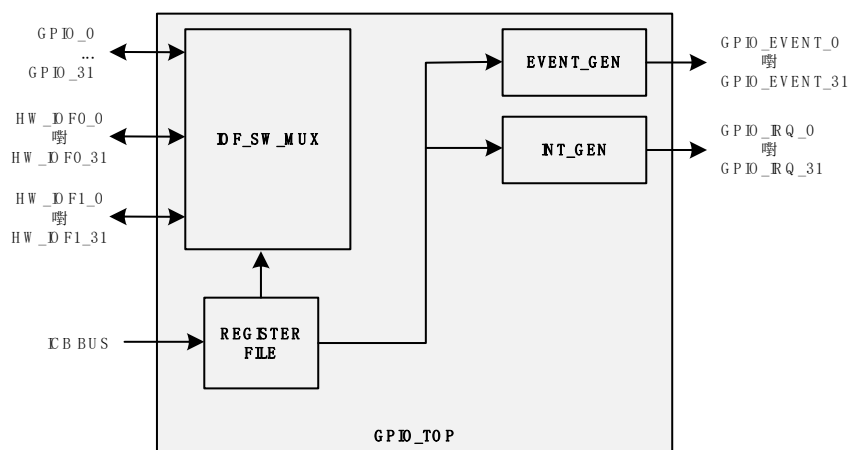 GPIO_0
...
GPIO_31
HW_IOF0_0
嘢
HW_IOF0_31
HW_IOF1_0
嘢
HW_IOF1_31
ICB BUS
IOF_SW_MUX
REGISTER
FILE
EVENT_GEN
INT_GEN
GPIO_EVENT_0
嘢
GPIO_EVENT_31
GPIO_IRQ_0
嘢
GPIO_IRQ_31
GPIO_TOP